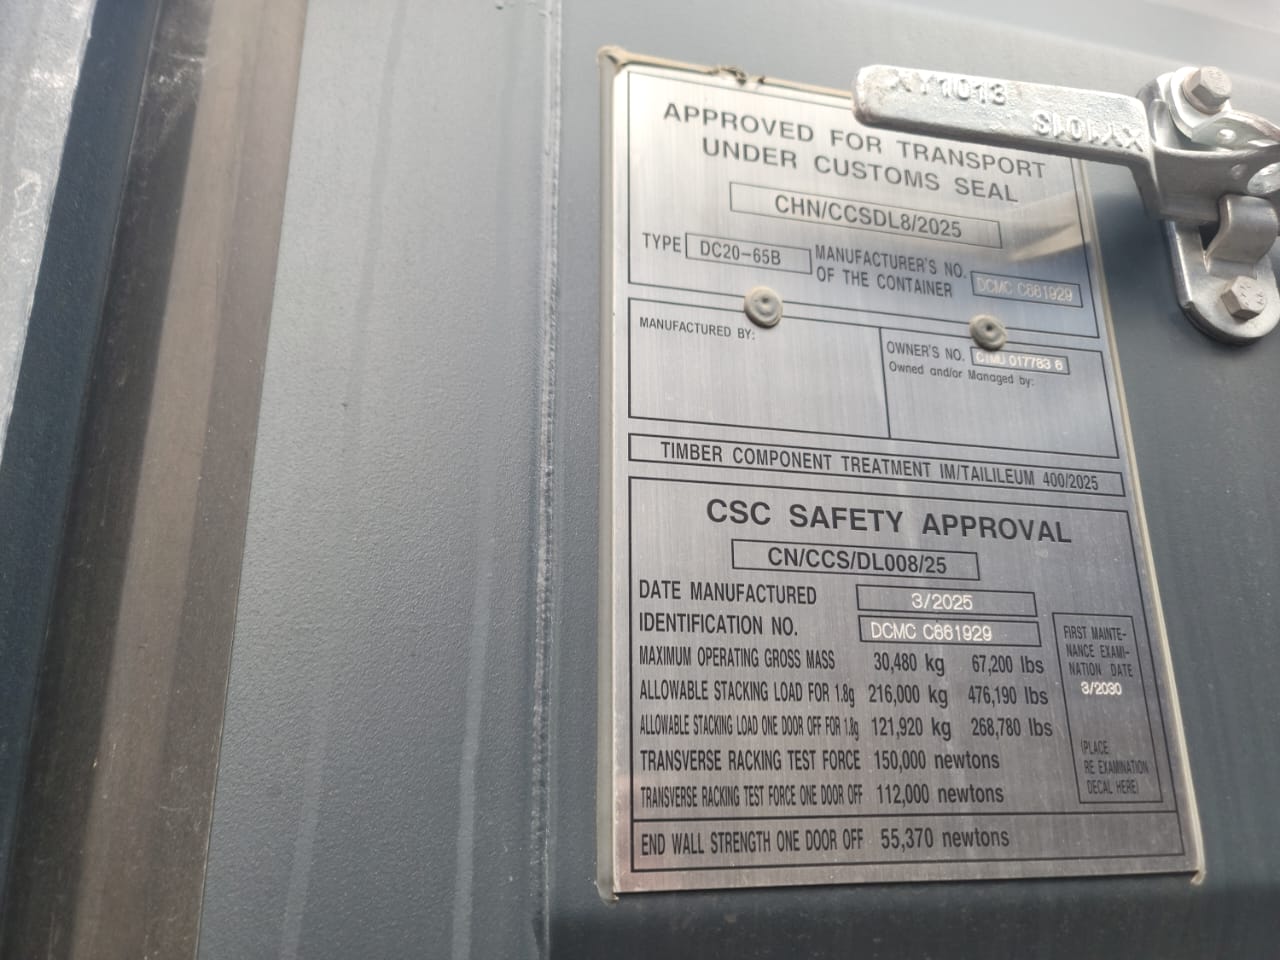 XY1013
XY1013
APPROVED FOR TRANSPORT
UNDER CUSTOMS SEAL
CHN/CCSDL8/2025
TYPE DC20-65B MANUFACTURER'S NO.
OF THE CONTAINER DCMC C661929
MANUFACTURED BY:
OWNER'S NO. 017783 6
Owned and/or Managed by:
TIMBER COMPONENT TREATMENT IM/TAILILEUM 400/2025
CSC SAFETY APPROVAL
CN/CCS/DL008/25
DATE MANUFACTURED 3/2025
IDENTIFICATION NO. DCMC C661929
MAXIMUM OPERATING GROSS MASS 30,480 kg 67,200 lbs
ALLOWABLE STACKING LOAD FOR 1.8g 216,000 kg 476,190 lbs
ALLOWABLE STACKING LOAD ONE DOOR OFF FOR 1.8g 121,920 kg 268,780 lbs
TRANSVERSE RACKING TEST FORCE 150,000 newtons
TRANSVERSE RACKING TEST FORCE ONE DOOR OFF 112,000 newtons
END WALL STRENGTH ONE DOOR OFF 55,370 newtons
FIRST MAINTE-
NANCE EXAMI-
NATION DATE
3/2030
(PLACE
RE EXAMINATION
DECAL HERE)